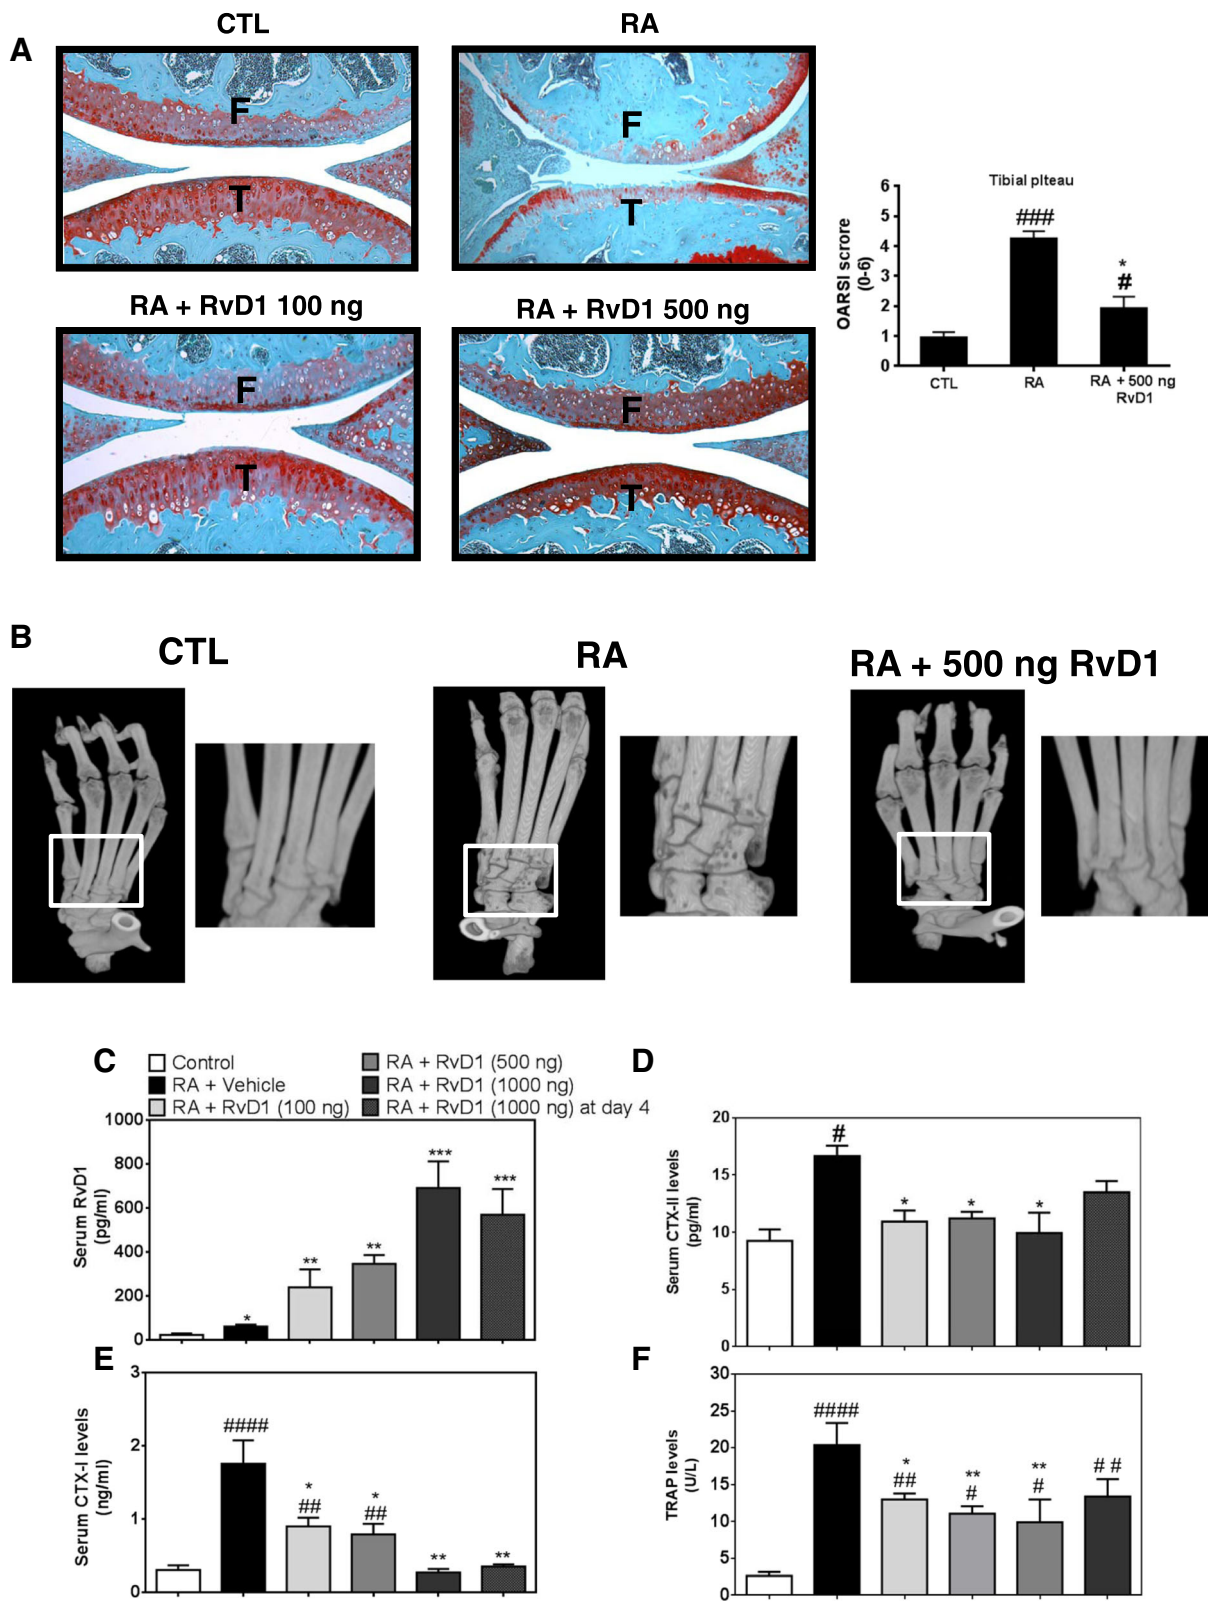 A
CTL
RA
F
T
F
T
RA + RvD1 100 ng
RA + RvD1 500 ng
F
T
F
T
Tibial plteau
OARSI scrore
(0-6)
6
5
4
3
2
1
0
###
*
#
CTL
RA
RA + 500 ng
RvD1
B
CTL
RA
RA + 500 ng RvD1
C
Control
RA + Vehicle
RA + RvD1 (100 ng)
RA + RvD1 (500 ng)
RA + RvD1 (1000 ng)
RA + RvD1 (1000 ng) at day 4
Serum RvD1
(pg/ml)
1000
800
600
400
200
0
*
**
**
***
***
D
Serum CTX-II levels
(pg/ml)
20
15
10
5
0
#
*
*
*
E
Serum CTX-I levels
(ng/ml)
3
2
1
0
####
*
##
*
##
**
**
F
TRAP levels
(U/L)
30
25
20
15
10
5
0
####
*
##
**
#
**
#
# #